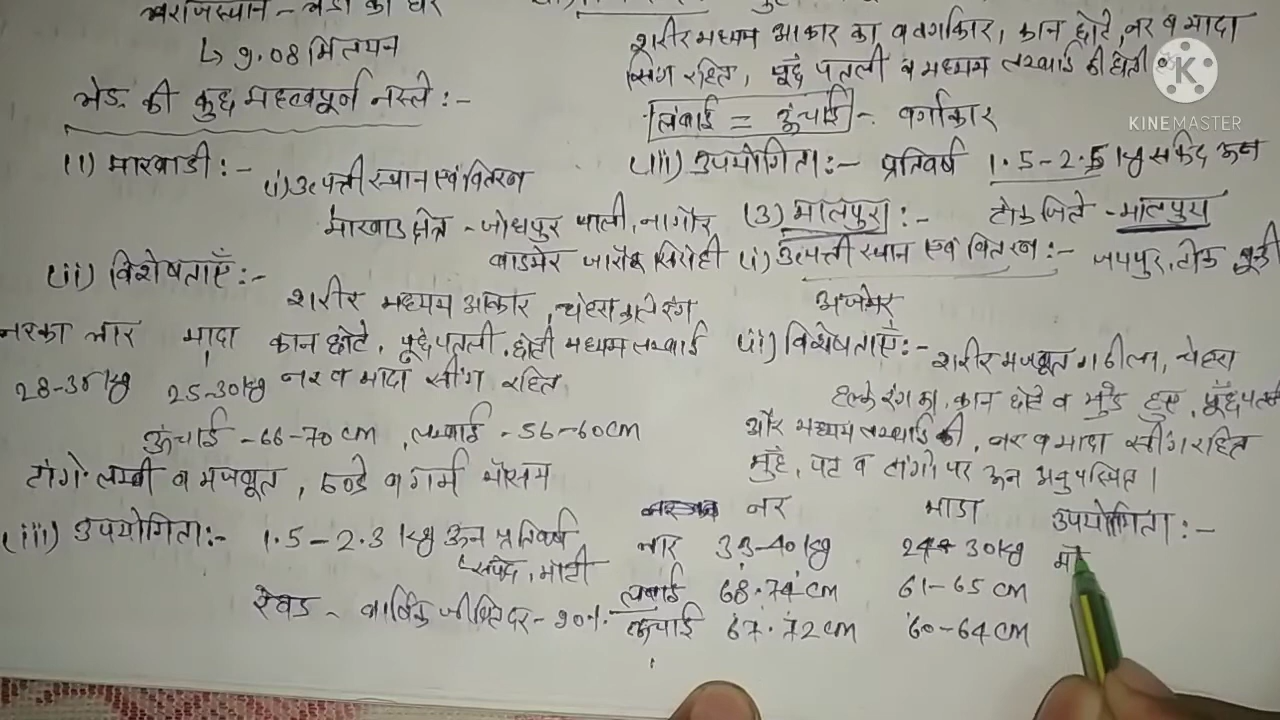 राजस्थान - भेडो का घर
↳ 9.08 मिलयन
भेड की कुछ महत्वपूर्ण नस्ले :-
(1) मारवाडी :- (i) उत्पत्ती स्थान एवं वितरन
मारवाड क्षेत्र - जोधपुर पाली, नागौर
बाडमेर जालौर सिरोही
(ii) विशेषताएँ :-
शरीर मध्यम आकार, चेहरा काले रंग
कान छोटे, पूँछ पतली, छोटी मध्यम लम्बाई
नर व मादा सींग रहित
नर का भार मादा
28-35 kg 25-30 kg
ऊंचाई - 66-70 cm, लम्बाई - 56-60 cm
टांगे लम्बी व मजबूत, ठण्डे व गर्म मौसम
(iii) उपयोगिता :- 1.5-2.3 kg ऊन प्रतिवर्ष
↳ सफेद, मोटी
रेवड - वार्षिक जीवित दर - 90%
शरीर मध्यम आकार का व वर्गाकार, कान छोटे, नर व मादा
सिंग रहित, पूँछ पतली व मध्यम लम्बाई की होती
लंबाई = ऊंचाई - वर्गाकार
(iii) उपयोगिता :- प्रतिवर्ष 1.5-2.5 kg सफेद ऊन
(3) मालपुरा :- टोंक जिले - मालपुरा
(i) उत्पत्ती स्थान एवं वितरन :- जयपुर, टोंक बूंदी
अजमेर
(ii) विशेषताएँ :- शरीर मजबूत गठीला, चेहरा
हल्के रंग का, कान छोटे व मुडे हुए, पूँछ पतली
और मध्यम लम्बाई की, नर व मादा सींग रहित
मुँह, पेट व टांगो पर ऊन अनुपस्थित।
नर मादा
भार 33-40 kg 24-30 kg
लम्बाई 68-74 cm 61-65 cm
ऊंचाई 67-72 cm 60-64 cm
उपयोगिता :-
मो
KINEMASTER